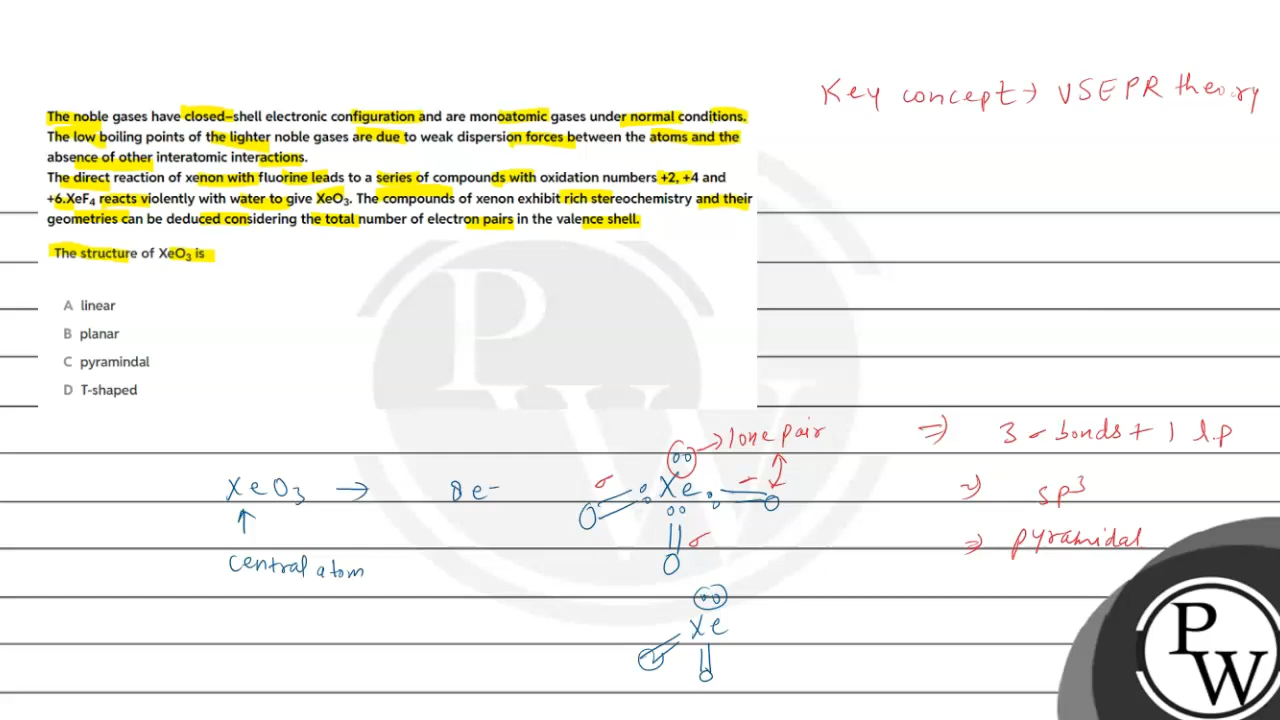 Key concept → VSEPR theory
The noble gases have closed–shell electronic configuration and are monoatomic gases under normal conditions.
The low boiling points of the lighter noble gases are due to weak dispersion forces between the atoms and the
absence of other interatomic interactions.
The direct reaction of xenon with fluorine leads to a series of compounds with oxidation numbers +2, +4 and
+6.XeF₄ reacts violently with water to give XeO₃. The compounds of xenon exhibit rich stereochemistry and their
geometries can be deduced considering the total number of electron pairs in the valence shell.
The structure of XeO₃ is
A linear
B planar
C pyramindal
D T-shaped
lone pair
⇒ 3 σ bonds + 1 l.p
XeO₃ → 8 e⁻
σ Xe σ
O O
⇒ sp³
σ
O
⇒ pyramidal
central atom
Xe
O O
PW
PW